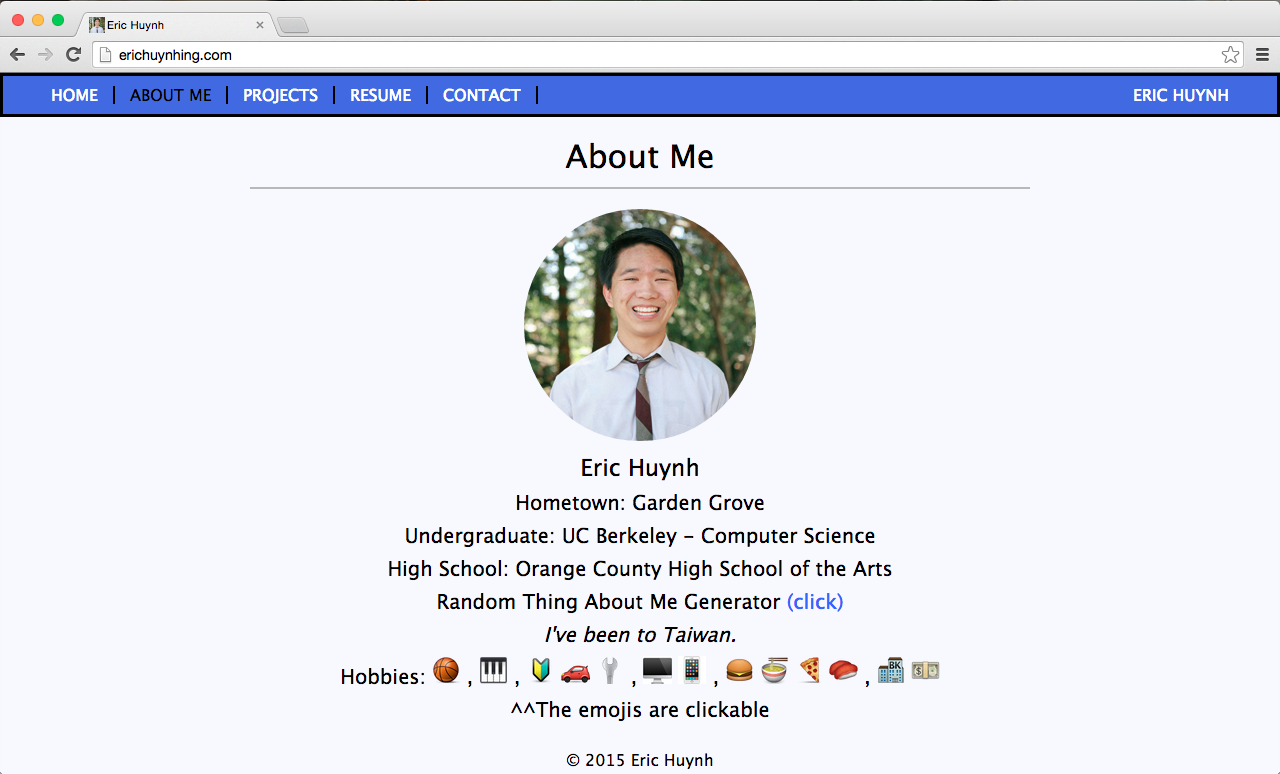 Eric Huynh
erichuynhing.com
HOME | ABOUT ME | PROJECTS | RESUME | CONTACT | ERIC HUYNH
About Me
Eric Huynh
Hometown: Garden Grove
Undergraduate: UC Berkeley - Computer Science
High School: Orange County High School of the Arts
Random Thing About Me Generator (click)
I've been to Taiwan.
Hobbies: 🏀 , 🎹 , 🔰 🚗 🔧 , 🖥 📱 , 🍔 🍜 🍕 🍣 , 🏦 💵
^^The emojis are clickable
© 2015 Eric Huynh